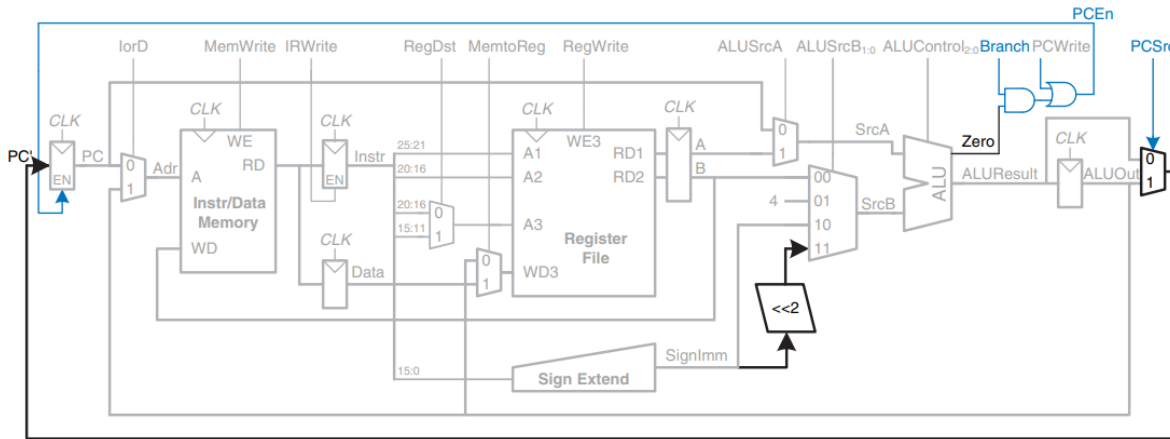 PCEn
IorD MemWrite IRWrite RegDst MemtoReg RegWrite ALUSrcA ALUSrcB1:0 ALUControl2:0 Branch PCWrite PCSrc
CLK CLK CLK CLK CLK
CLK
PC' PC 0 1 Adr
EN
WE
RD
A
Instr/Data
Memory
WD
EN
Instr
CLK
Data
25:21
20:16
20:16
15:11
15:0
0
1
0
1
WE3
A1 RD1
A2 RD2
A3
Register
File
WD3
A
B
0
1
SrcA
00
4 01
10
11
SrcB
<<2
ALU
Zero
ALUResult
CLK
ALUOut
0
1
SignImm
Sign Extend